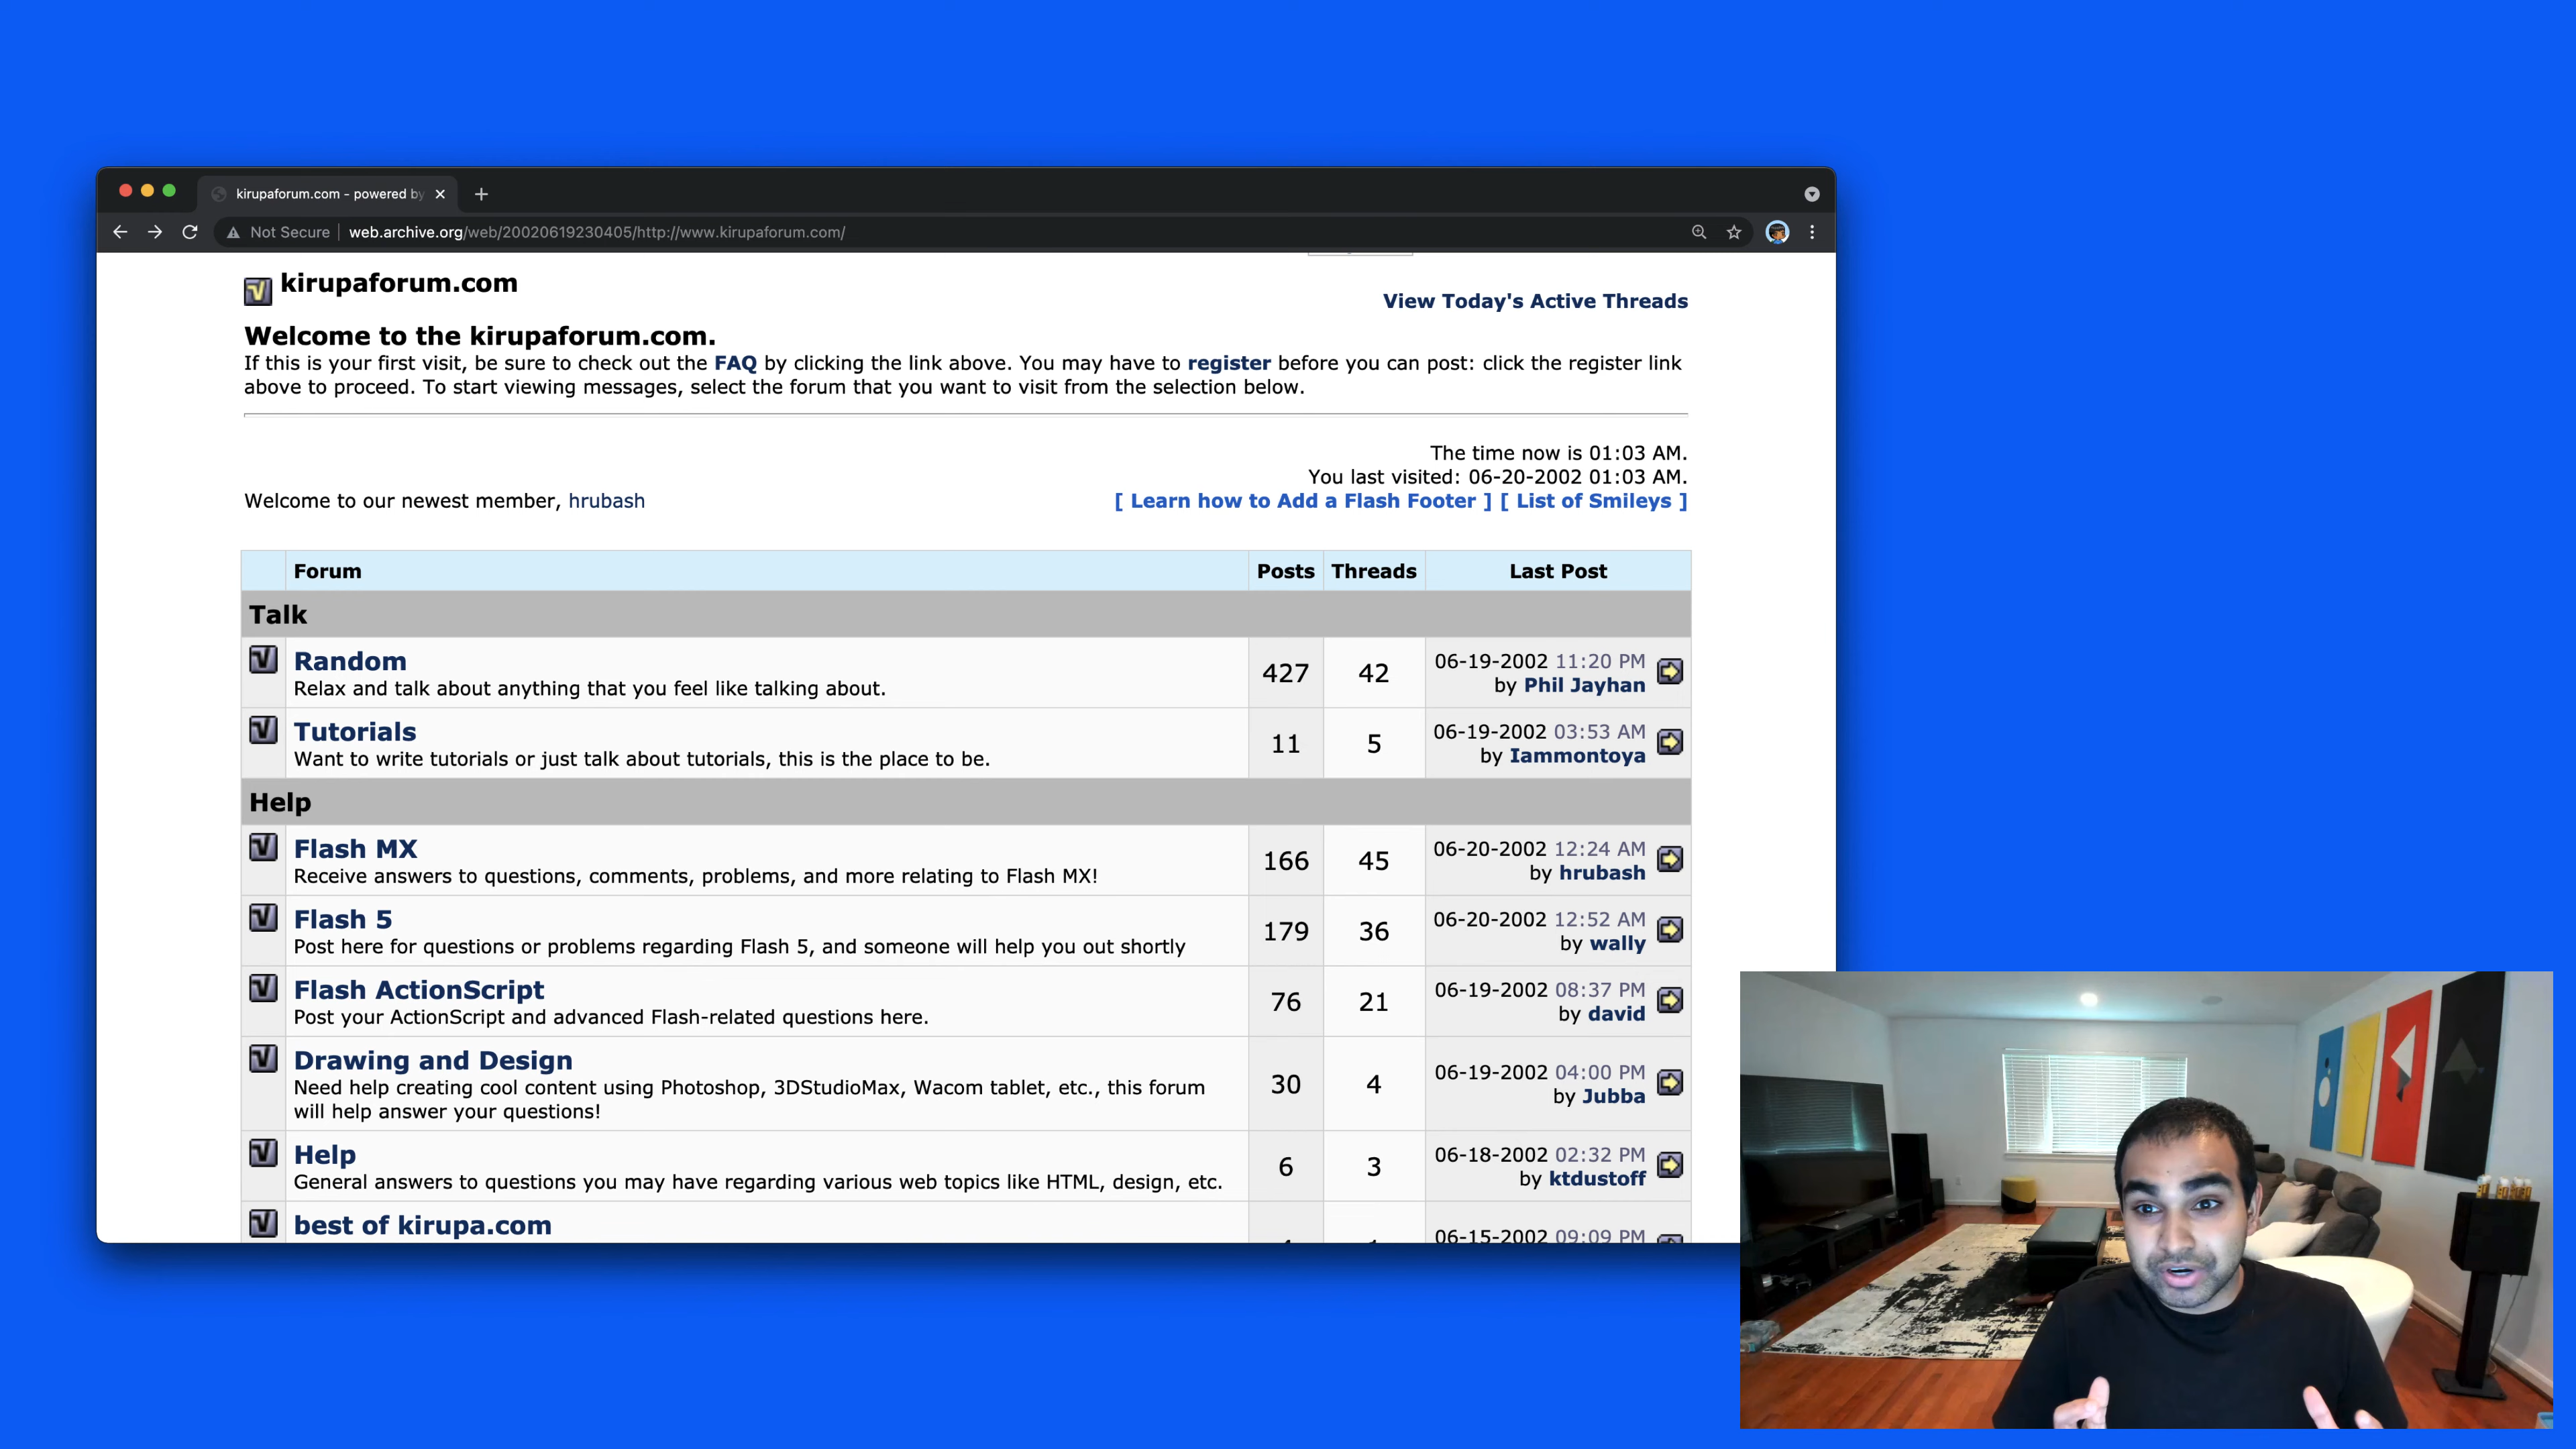 kirupaforum.com - powered by
Not Secure | web.archive.org/web/20020619230405/http://www.kirupaforum.com/
kirupaforum.com
View Today's Active Threads
Welcome to the kirupaforum.com.
If this is your first visit, be sure to check out the FAQ by clicking the link above. You may have to register before you can post: click the register link
above to proceed. To start viewing messages, select the forum that you want to visit from the selection below.
The time now is 01:03 AM.
You last visited: 06-20-2002 01:03 AM.
Welcome to our newest member, hrubash
[ Learn how to Add a Flash Footer ] [ List of Smileys ]
Forum Posts Threads Last Post
Talk
Random
Relax and talk about anything that you feel like talking about.
427 42
06-19-2002 11:20 PM
by Phil Jayhan
Tutorials
Want to write tutorials or just talk about tutorials, this is the place to be.
11 5
06-19-2002 03:53 AM
by Iammontoya
Help
Flash MX
Receive answers to questions, comments, problems, and more relating to Flash MX!
166 45
06-20-2002 12:24 AM
by hrubash
Flash 5
Post here for questions or problems regarding Flash 5, and someone will help you out shortly
179 36
06-20-2002 12:52 AM
by wally
Flash ActionScript
Post your ActionScript and advanced Flash-related questions here.
76 21
06-19-2002 08:37 PM
by david
Drawing and Design
Need help creating cool content using Photoshop, 3DStudioMax, Wacom tablet, etc., this forum
will help answer your questions!
30 4
06-19-2002 04:00 PM
by Jubba
Help
General answers to questions you may have regarding various web topics like HTML, design, etc.
6 3
06-18-2002 02:32 PM
by ktdustoff
best of kirupa.com
06-15-2002 09:09 PM